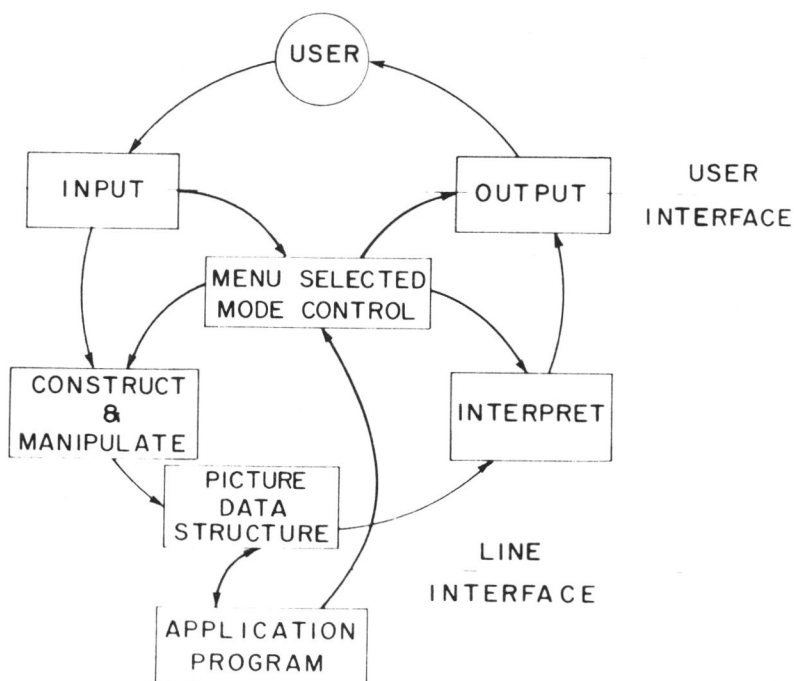 USER
INPUT
OUTPUT
USER
INTERFACE
MENU SELECTED
MODE CONTROL
CONSTRUCT
&
MANIPULATE
INTERPRET
PICTURE
DATA
STRUCTURE
LINE
INTERFACE
APPLICATION
PROGRAM